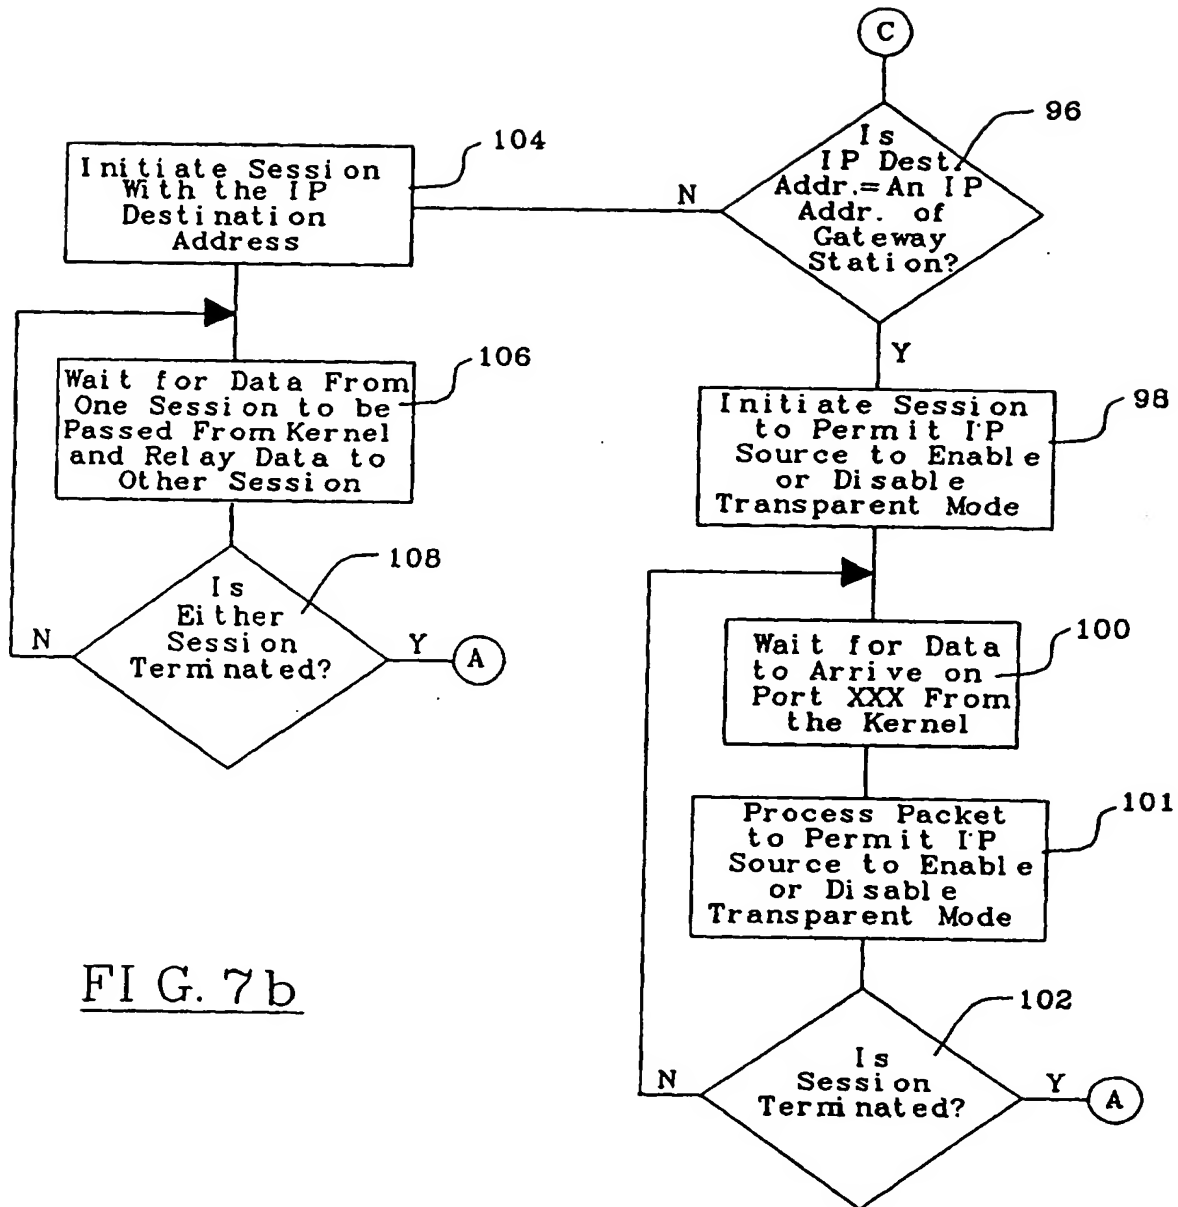 C
96
Is
IP Dest.
Addr.=An IP
Addr. of
Gateway
Station?
N
Y
104
Initiate Session
With the IP
Destination
Address
106
Wait for Data From
One Session to be
Passed From Kernel
and Relay Data to
Other Session
108
Is
Either
Session
Terminated?
N
Y
A
98
Initiate Session
to Permit IP
Source to Enable
or Disable
Transparent Mode
100
Wait for Data
to Arrive on
Port XXX From
the Kernel
101
Process Packet
to Permit IP
Source to Enable
or Disable
Transparent Mode
102
Is
Session
Terminated?
N
Y
A
FIG. 7b